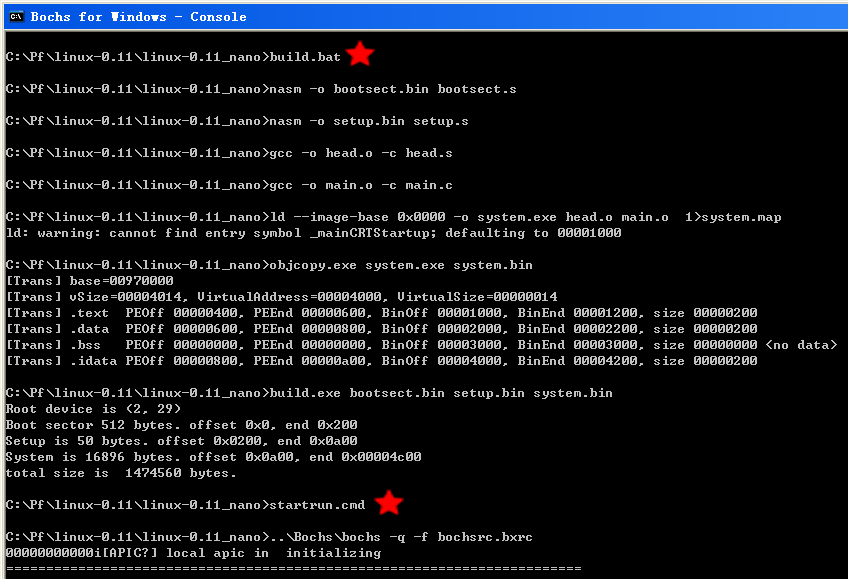 Bochs for Windows - Console
C:\Pf\linux-0.11\linux-0.11_nano>build.bat
C:\Pf\linux-0.11\linux-0.11_nano>nasm -o bootsect.bin bootsect.s
C:\Pf\linux-0.11\linux-0.11_nano>nasm -o setup.bin setup.s
C:\Pf\linux-0.11\linux-0.11_nano>gcc -o head.o -c head.s
C:\Pf\linux-0.11\linux-0.11_nano>gcc -o main.o -c main.c
C:\Pf\linux-0.11\linux-0.11_nano>ld --image-base 0x0000 -o system.exe head.o main.o  1>system.map
ld: warning: cannot find entry symbol _mainCRTStartup; defaulting to 00001000
C:\Pf\linux-0.11\linux-0.11_nano>objcopy.exe system.exe system.bin
[Trans] base=00970000
[Trans] vSize=00004014, VirtualAddress=00004000, VirtualSize=00000014
[Trans] .text  PEOff 00000400, PEEnd 00000600, BinOff 00001000, BinEnd 00001200, size 00000200
[Trans] .data  PEOff 00000600, PEEnd 00000800, BinOff 00002000, BinEnd 00002200, size 00000200
[Trans] .bss   PEOff 00000000, PEEnd 00000000, BinOff 00003000, BinEnd 00003000, size 00000000 <no data>
[Trans] .idata PEOff 00000800, PEEnd 00000a00, BinOff 00004000, BinEnd 00004200, size 00000200
C:\Pf\linux-0.11\linux-0.11_nano>build.exe bootsect.bin setup.bin system.bin
Root device is (2, 29)
Boot sector 512 bytes. offset 0x0, end 0x200
Setup is 50 bytes. offset 0x0200, end 0x0a00
System is 16896 bytes. offset 0x0a00, end 0x00004c00
total size is  1474560 bytes.
C:\Pf\linux-0.11\linux-0.11_nano>startrun.cmd
C:\Pf\linux-0.11\linux-0.11_nano>..\Bochs\bochs -q -f bochsrc.bxrc
00000000000i[APIC?] local apic in  initializing
========================================================================